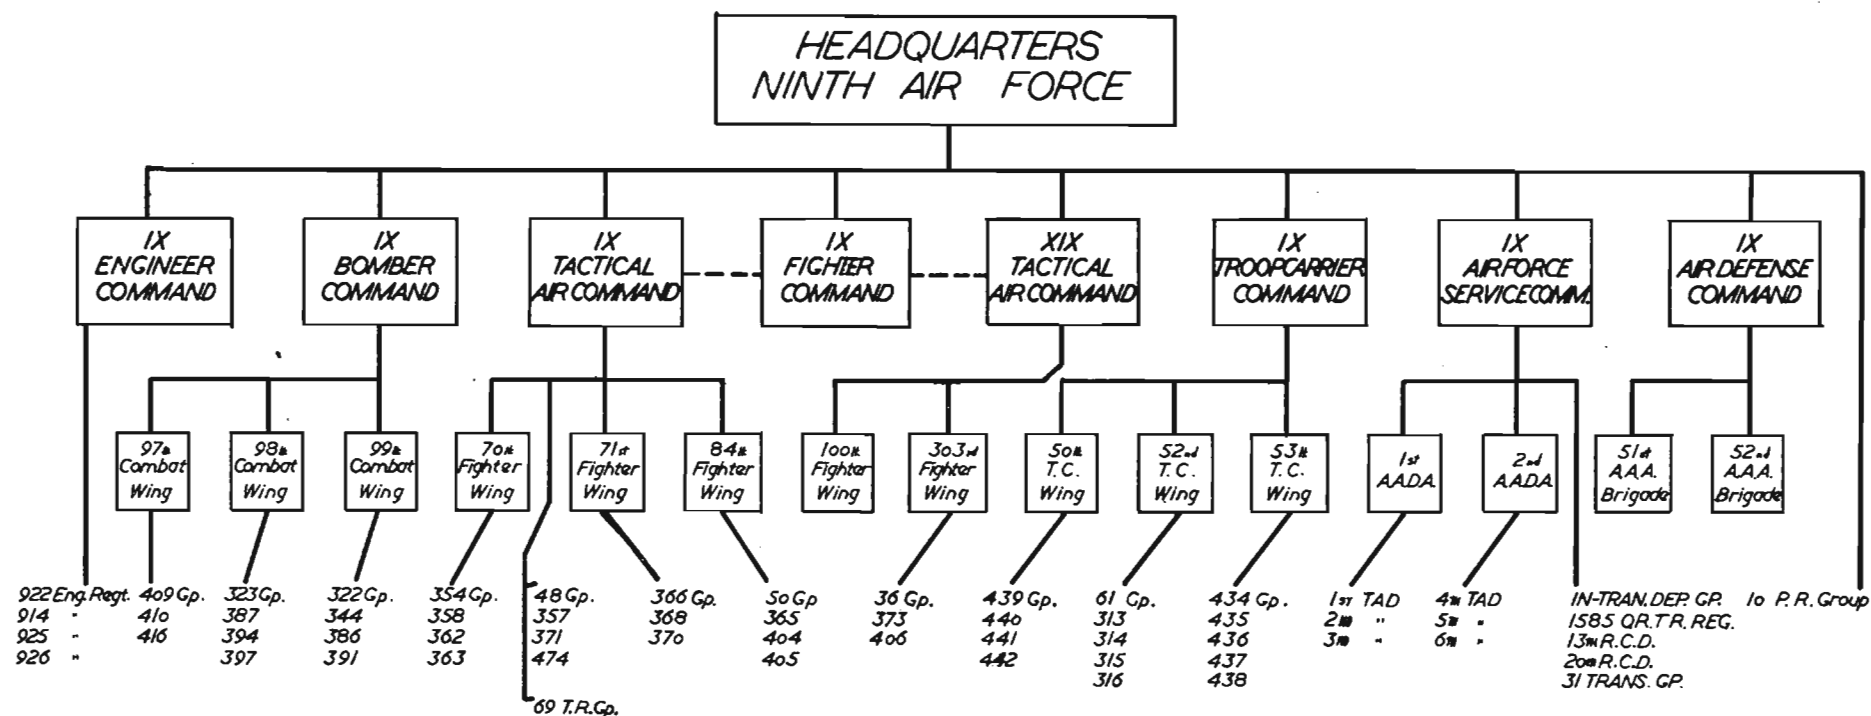 HEADQUARTERS
NINTH AIR FORCE
IX
ENGINEER
COMMAND
IX
BOMBER
COMMAND
IX
TACTICAL
AIR COMMAND
IX
FIGHTER
COMMAND
XIX
TACTICAL
AIR COMMAND
IX
TROOPCARRIER
COMMAND
IX
AIRFORCE
SERVICECOMM.
IX
AIR DEFENSE
COMMAND
97th
Combat
Wing
98th
Combat
Wing
99th
Combat
Wing
70th
Fighter
Wing
71st
Fighter
Wing
84th
Fighter
Wing
100th
Fighter
Wing
303rd
Fighter
Wing
50th
T.C.
Wing
52nd
T.C.
Wing
53th
T.C.
Wing
1st
A.A.D.A.
2nd
A.A.D.A.
51st
A.A.A.
Brigade
52nd
A.A.A.
Brigade
922 Eng. Regt.
914 "
925 "
926 "
409 Gp.
410
416
323 Gp.
387
394
397
322 Gp.
344
386
391
354 Gp.
358
362
363
48 Gp.
357
371
474
69 T.R.Gp.
366 Gp.
368
370
50 Gp
365
404
405
36 Gp.
373
406
439 Gp.
440
441
442
61 Gp.
313
314
315
316
434 Gp.
435
436
437
438
1ST TAD
2ND "
3RD "
4TH TAD
5TH "
6TH "
IN-TRAN. DEP. GP.
1585 QR.T.R. REG.
13TH R.C.D.
20TH R.C.D.
31 TRANS. GP.
10 P.R. Group